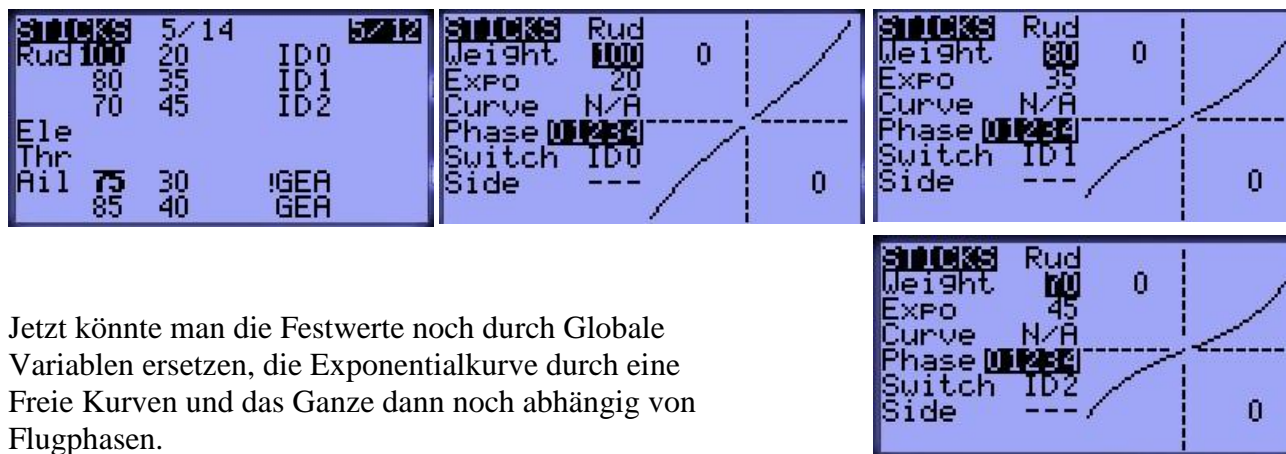 STICKS 5/14 5/12
Rud 100 20 ID0
80 35 ID1
70 45 ID2
Ele
Thr
Ail 75 30 !GEA
85 40 GEA
STICKS Rud
Weight 100 0
Expo 20
Curve N/A
Phase 01234
Switch ID0
Side --- 0
STICKS Rud
Weight 80 0
Expo 35
Curve N/A
Phase 01234
Switch ID1
Side --- 0
STICKS Rud
Weight 70 0
Expo 45
Curve N/A
Phase 01234
Switch ID2
Side --- 0
Jetzt könnte man die Festwerte noch durch Globale
Variablen ersetzen, die Exponentialkurve durch eine
Freie Kurven und das Ganze dann noch abhängig von
Flugphasen.